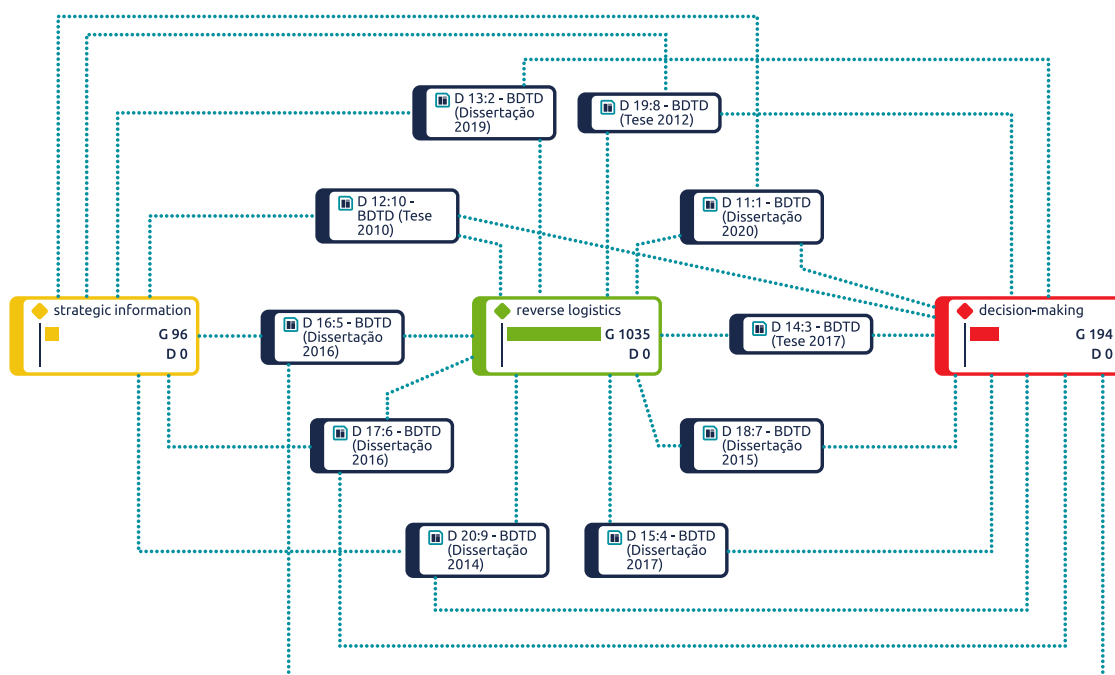 D 13:2 - BDTD
(Dissertação
2019)
D 19:8 - BDTD
(Tese 2012)
D 12:10 -
BDTD (Tese
2010)
D 11:1 - BDTD
(Dissertação
2020)
strategic information
G 96
D 0
D 16:5 - BDTD
(Dissertação
2016)
reverse logistics
G 1035
D 0
D 14:3 - BDTD
(Tese 2017)
decision-making
G 194
D 0
D 17:6 - BDTD
(Dissertação
2016)
D 18:7 - BDTD
(Dissertação
2015)
D 20:9 - BDTD
(Dissertação
2014)
D 15:4 - BDTD
(Dissertação
2017)